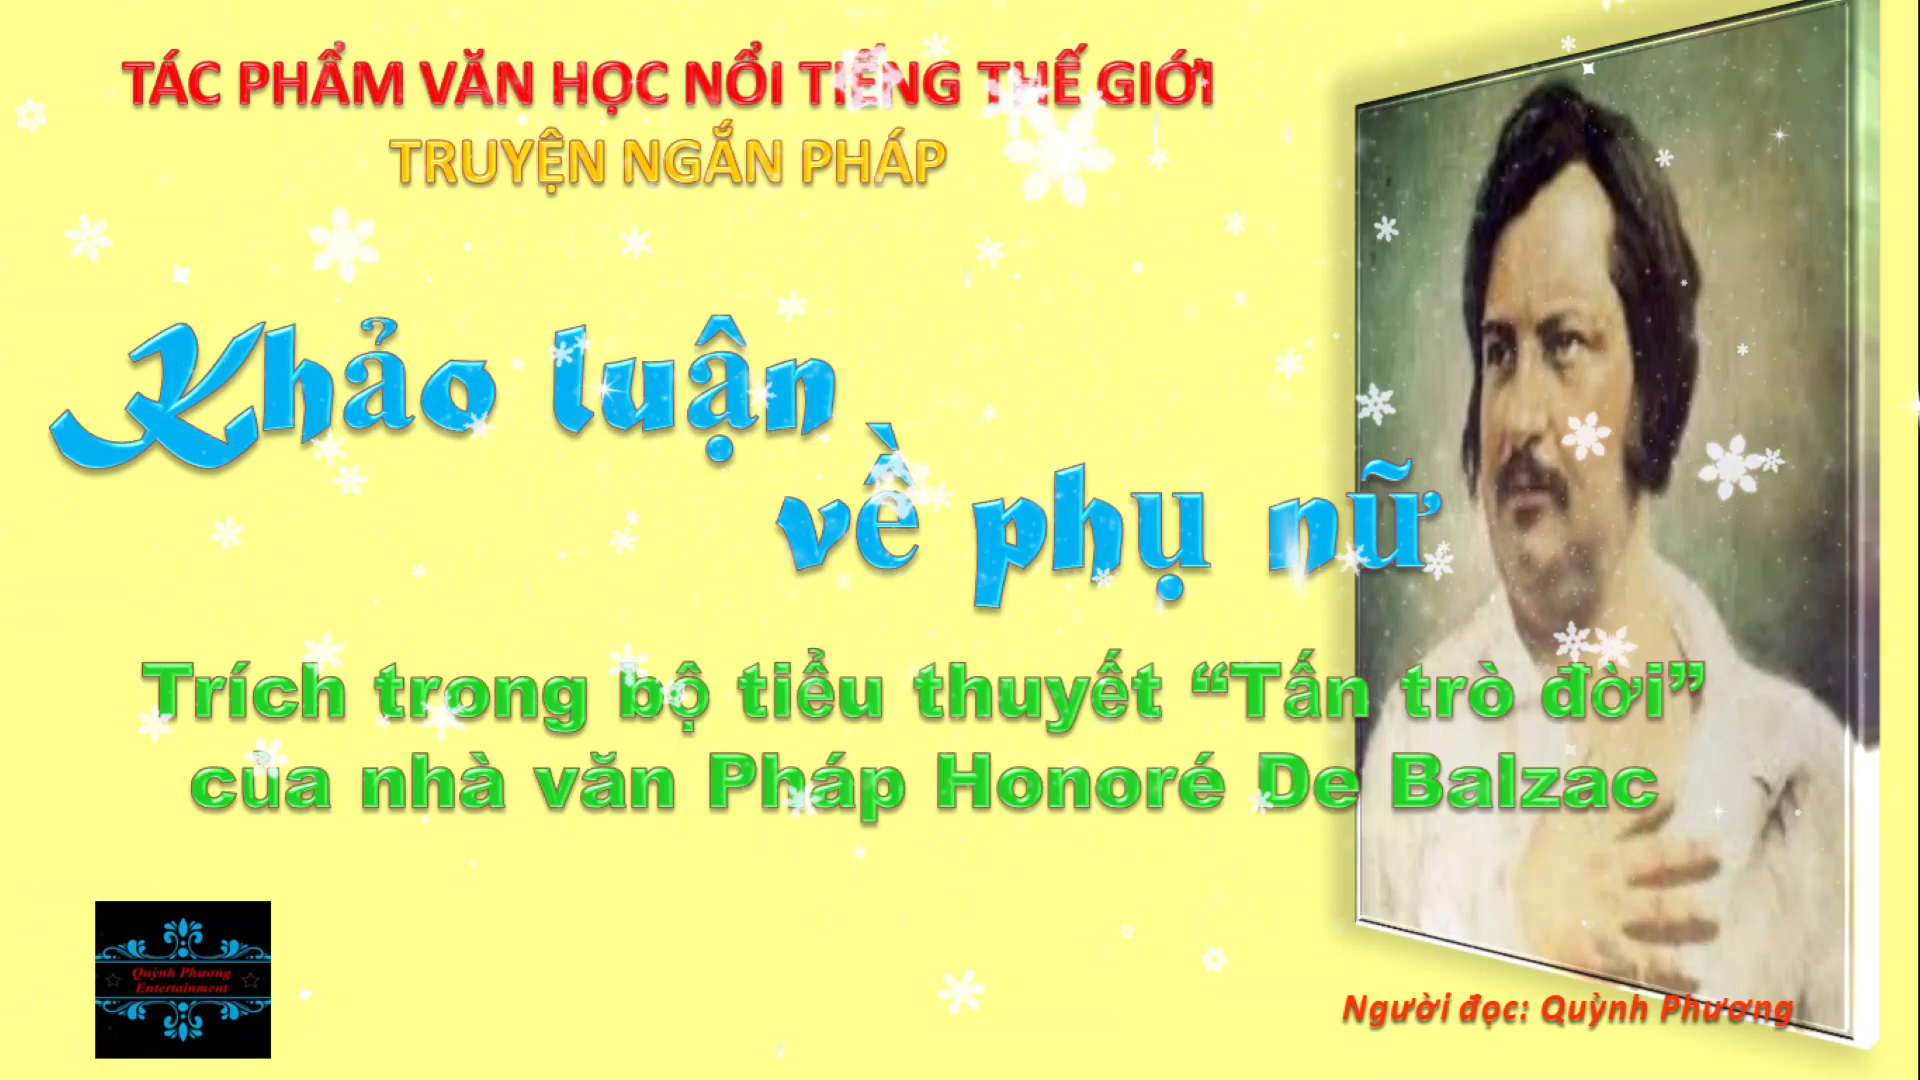 TÁC PHẨM VĂN HỌC NỔI TIẾNG THẾ GIỚI
TRUYỆN NGẮN PHÁP
Khảo luận
về phụ nữ
Trích trong bộ tiểu thuyết “Tấn trò đời”
của nhà văn Pháp Honoré De Balzac
Quỳnh Phương
Entertainment
Người đọc: Quỳnh Phương